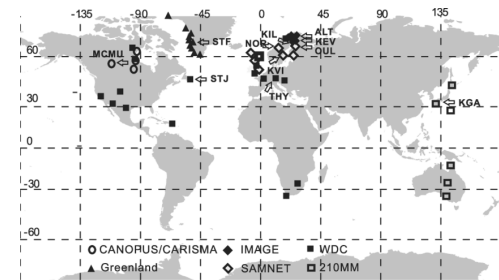 -135 -90 -45 0 45 90 135
ALT
KIL
STF
NOR
KEV
MCMU
OUL
60
KVI
STJ
THY
KGA
30
0
-30
-60
CANOPUS/CARISMA IMAGE WDC
Greenland SAMNET 210MM